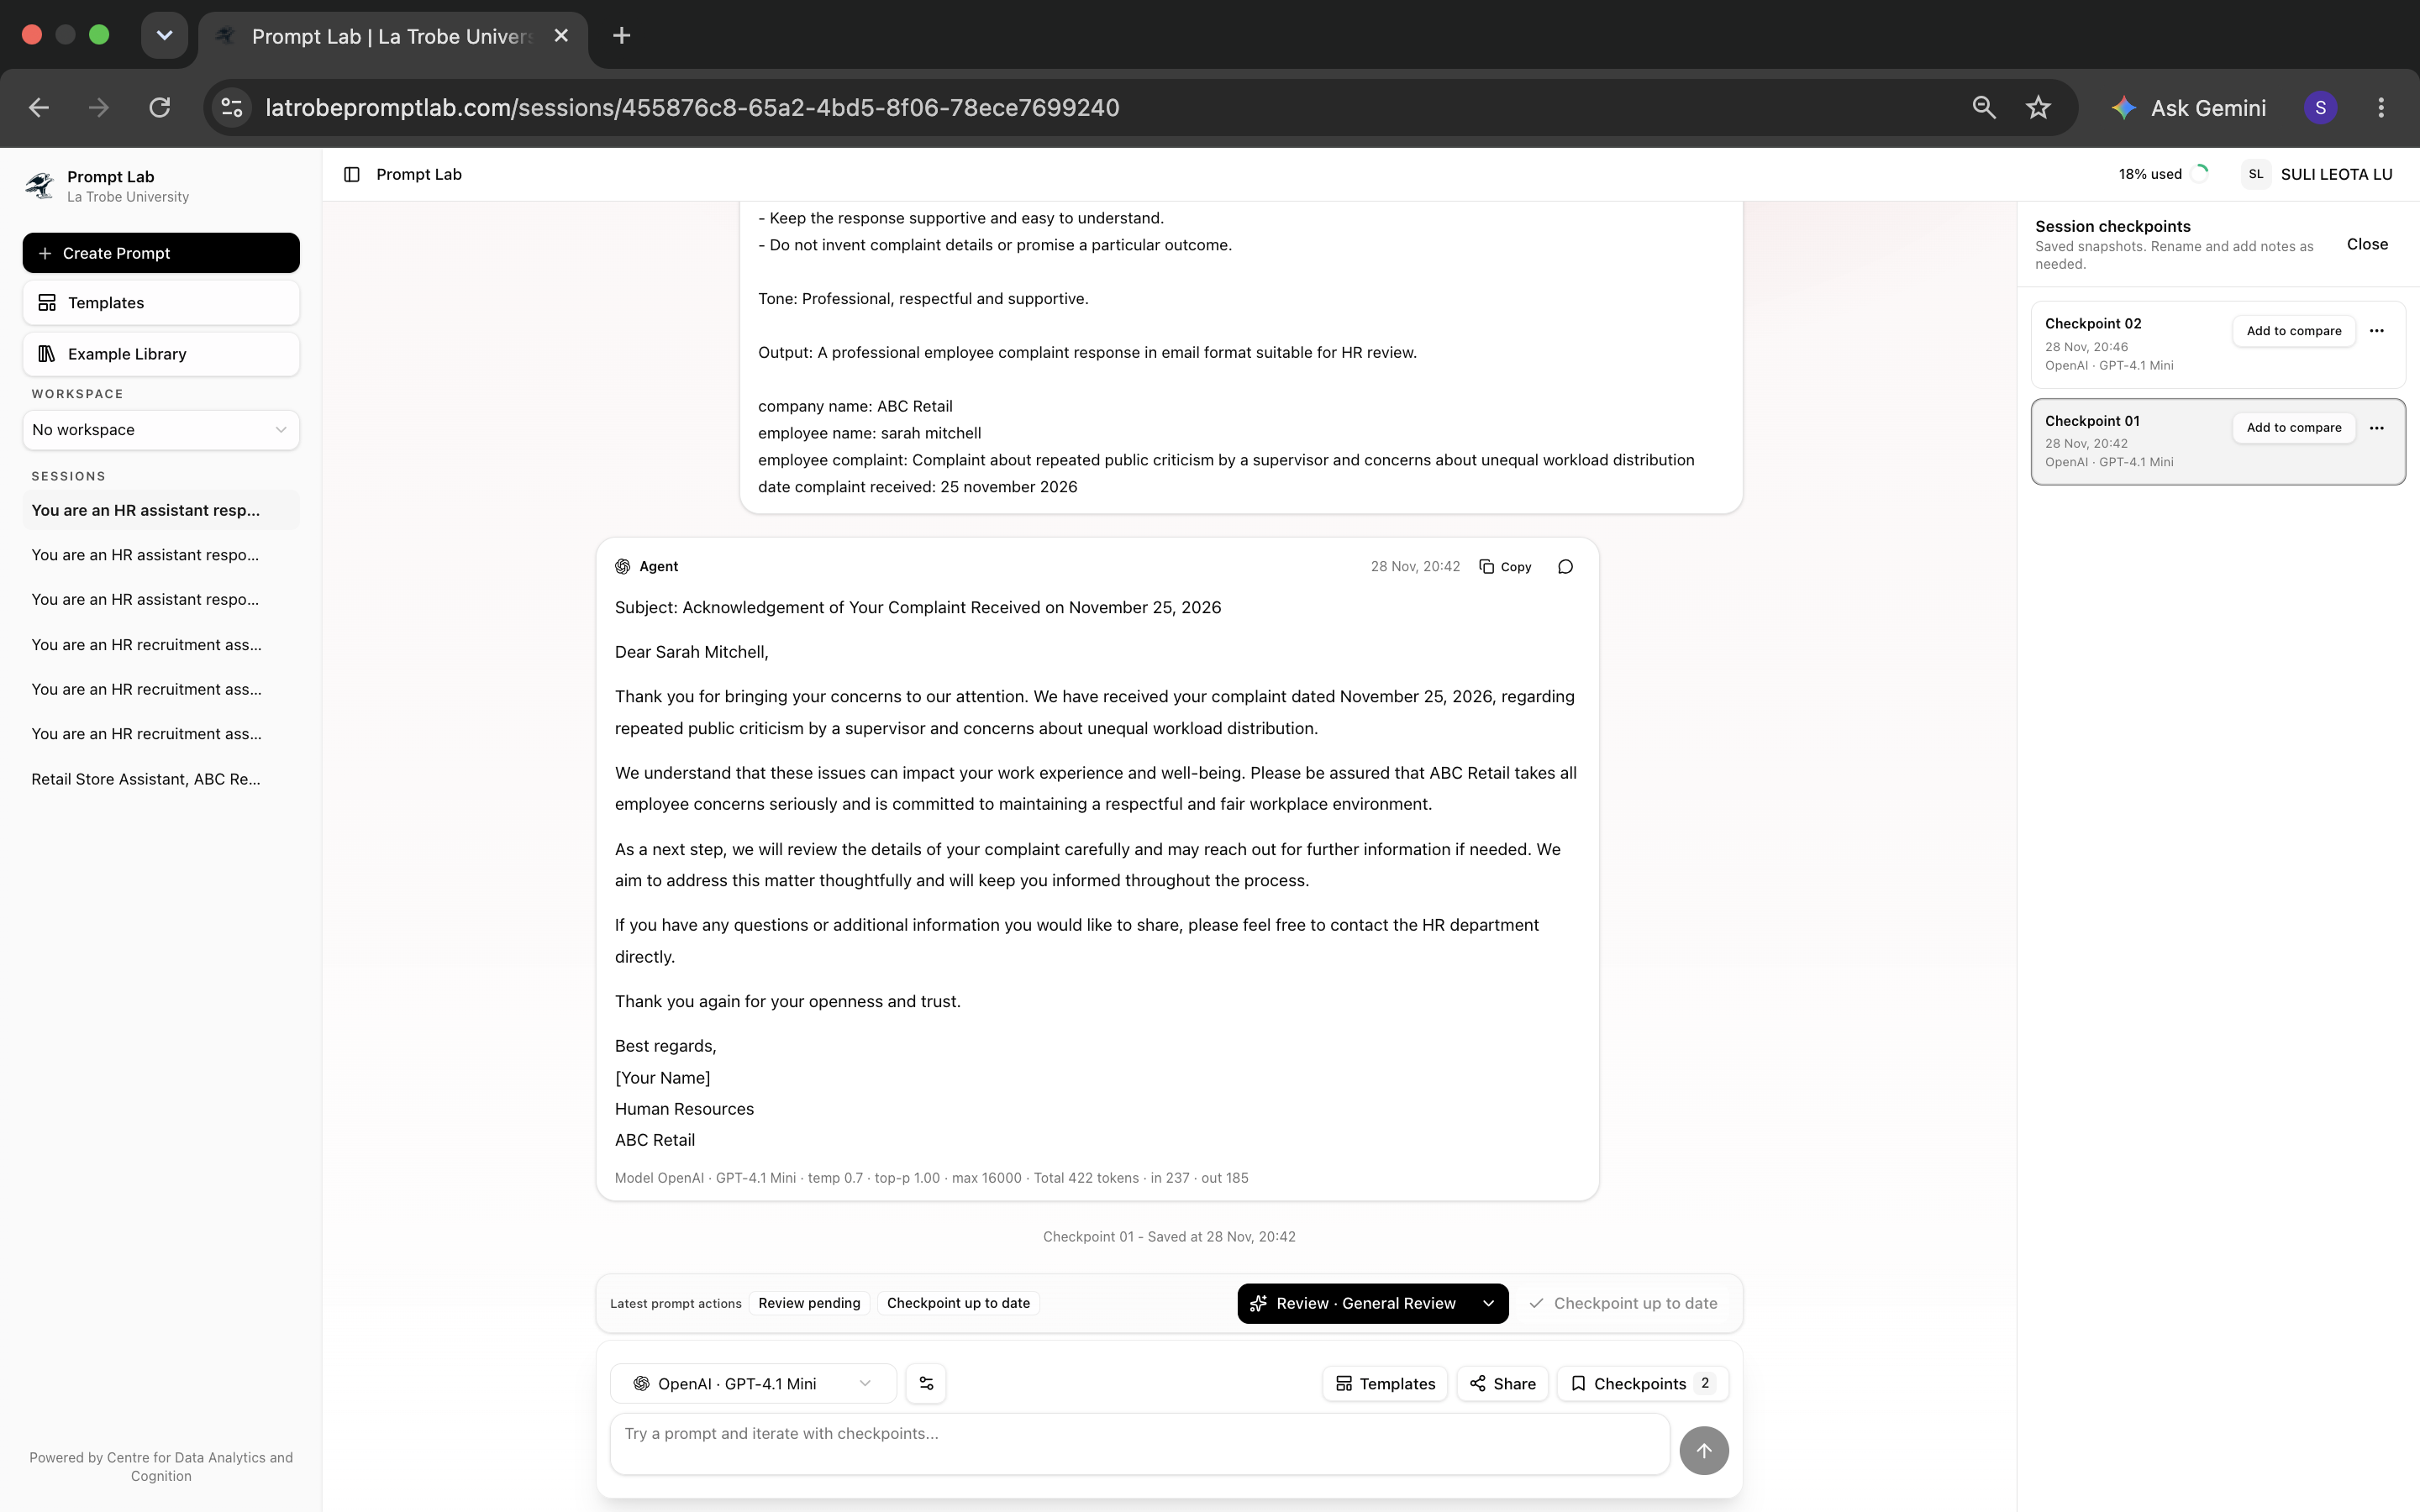 Prompt Lab | La Trobe Univers
latrobepromptlab.com/sessions/455876c8-65a2-4bd5-8f06-78ece7699240
Ask Gemini
S
Prompt Lab
La Trobe University
Create Prompt
Templates
Example Library
WORKSPACE
No workspace
SESSIONS
You are an HR assistant resp...
You are an HR assistant respo...
You are an HR assistant respo...
You are an HR recruitment ass...
You are an HR recruitment ass...
You are an HR recruitment ass...
Retail Store Assistant, ABC Re...
Powered by Centre for Data Analytics and
Cognition
Prompt Lab
18% used
SL
SULI LEOTA LU
- Keep the response supportive and easy to understand.
- Do not invent complaint details or promise a particular outcome.
Tone: Professional, respectful and supportive.
Output: A professional employee complaint response in email format suitable for HR review.
company name: ABC Retail
employee name: sarah mitchell
employee complaint: Complaint about repeated public criticism by a supervisor and concerns about unequal workload distribution
date complaint received: 25 november 2026
Agent
28 Nov, 20:42
Copy
Subject: Acknowledgement of Your Complaint Received on November 25, 2026
Dear Sarah Mitchell,
Thank you for bringing your concerns to our attention. We have received your complaint dated November 25, 2026, regarding
repeated public criticism by a supervisor and concerns about unequal workload distribution.
We understand that these issues can impact your work experience and well-being. Please be assured that ABC Retail takes all
employee concerns seriously and is committed to maintaining a respectful and fair workplace environment.
As a next step, we will review the details of your complaint carefully and may reach out for further information if needed. We
aim to address this matter thoughtfully and will keep you informed throughout the process.
If you have any questions or additional information you would like to share, please feel free to contact the HR department
directly.
Thank you again for your openness and trust.
Best regards,
[Your Name]
Human Resources
ABC Retail
Model OpenAI · GPT-4.1 Mini · temp 0.7 · top-p 1.00 · max 16000 · Total 422 tokens · in 237 · out 185
Checkpoint 01 - Saved at 28 Nov, 20:42
Latest prompt actions
Review pending
Checkpoint up to date
Review · General Review
Checkpoint up to date
OpenAI · GPT-4.1 Mini
Templates
Share
Checkpoints 2
Try a prompt and iterate with checkpoints...
Session checkpoints
Saved snapshots. Rename and add notes as
needed.
Close
Checkpoint 02
28 Nov, 20:46
OpenAI · GPT-4.1 Mini
Add to compare
Checkpoint 01
28 Nov, 20:42
OpenAI · GPT-4.1 Mini
Add to compare